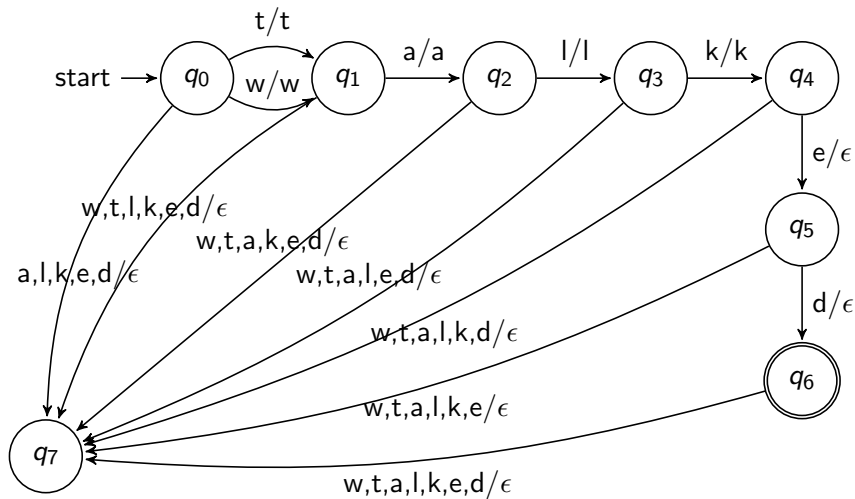 t/t
start q0 w/w q1 a/a q2 l/l q3 k/k q4
e/ϵ
w,t,l,k,e,d/ϵ
w,t,a,k,e,d/ϵ
q5
a,l,k,e,d/ϵ
w,t,a,l,e,d/ϵ
d/ϵ
w,t,a,l,k,d/ϵ
q6
w,t,a,l,k,e/ϵ
q7
w,t,a,l,k,e,d/ϵ